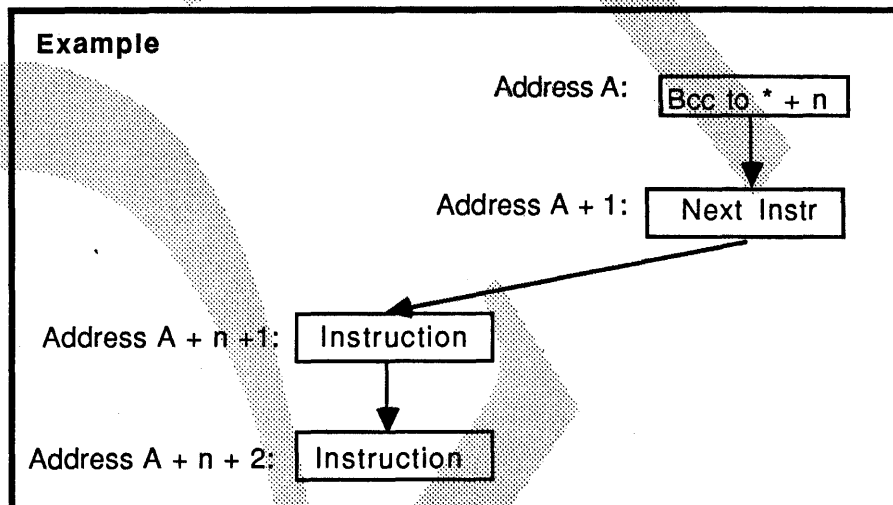 Example
Address A:
Bcc to * + n
Address A + 1:
Next Instr
Address A + n +1:
Instruction
Address A + n + 2:
Instruction